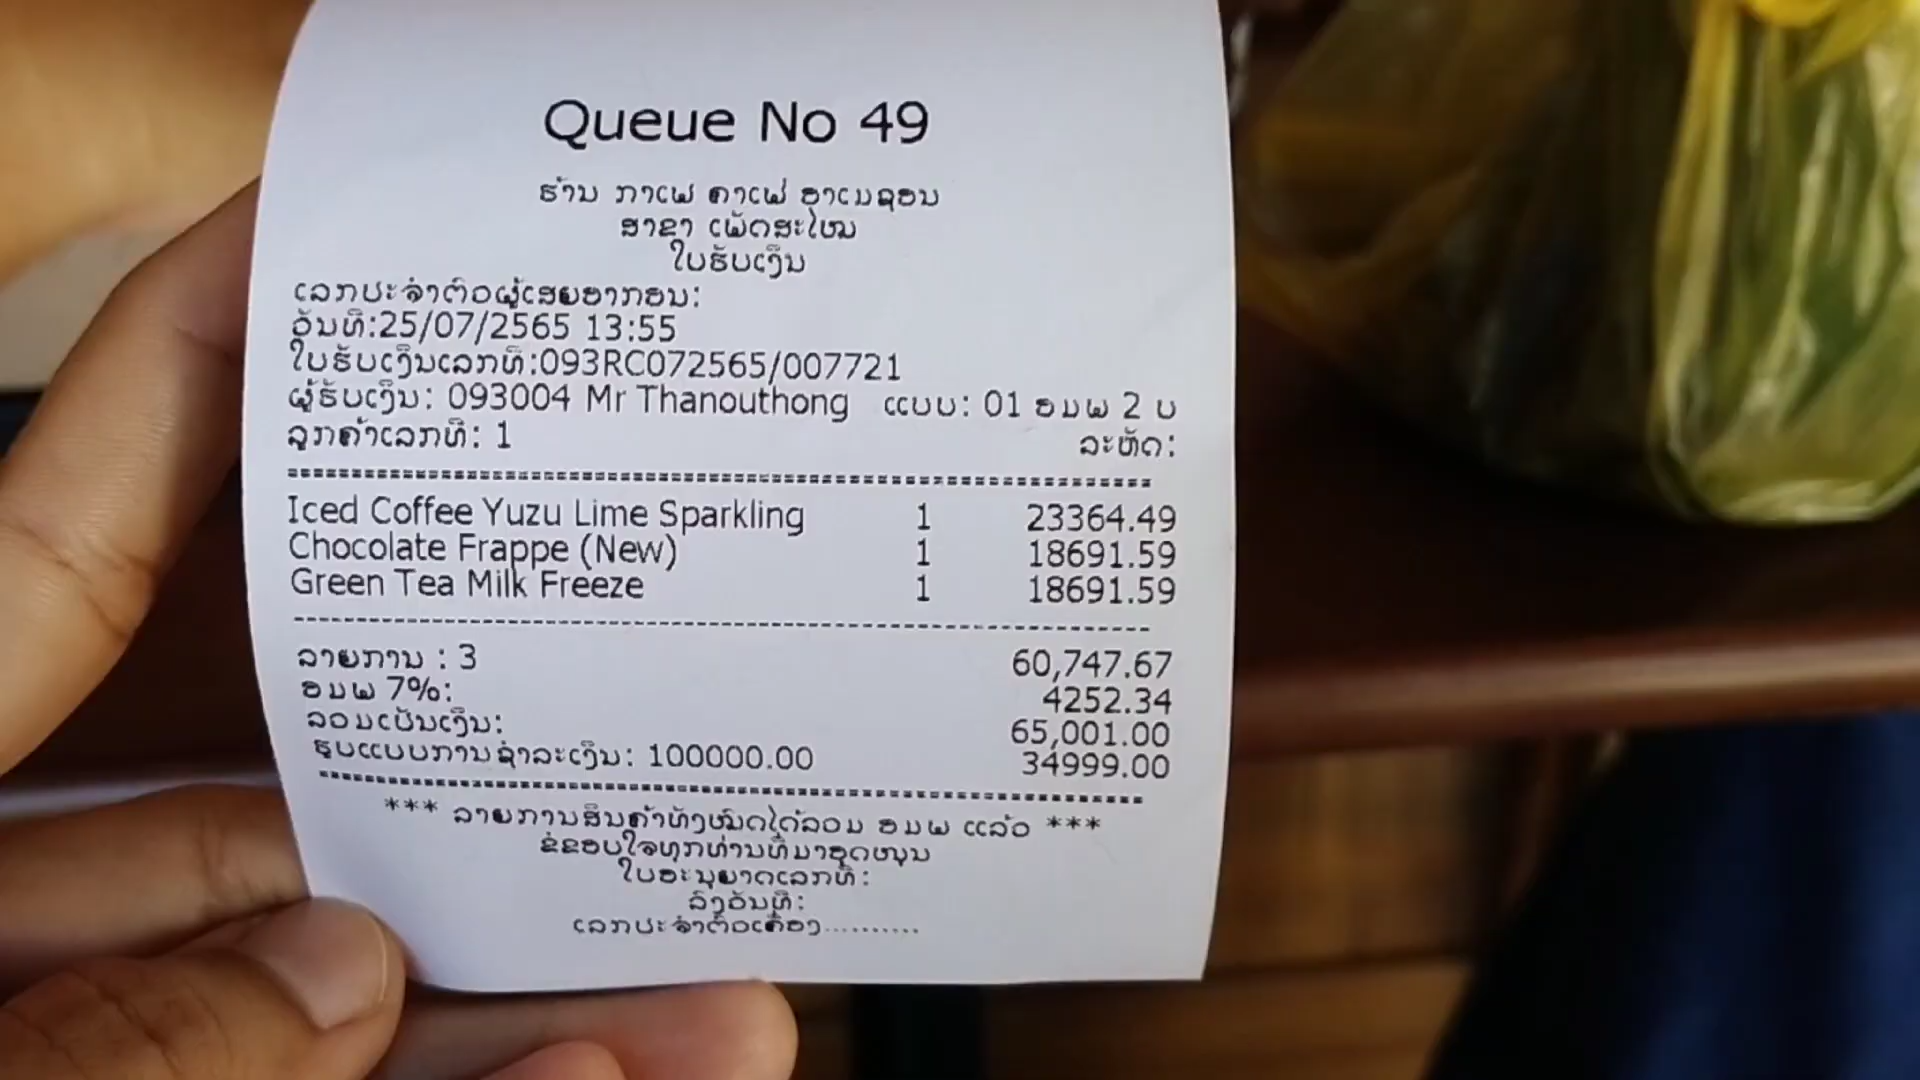 Queue No 49
ຮ້ານ ກາເຟ ຄາເຟ່ ອາເມຊອນ
ສາຂາ ເພັດສະໄໝ
ໃບຮັບເງິນ
ເລກປະຈຳຕົວຜູ້ເສຍອາກອນ:
ວັນທີ:25/07/2565 13:55
ໃບຮັບເງິນເລກທີ:093RC072565/007721
ຜູ້ຮັບເງິນ: 093004 Mr Thanouthong ແບບ: 01 ອມພ 2 ບ
ລູກຄ້າເລກທີ: 1 ລະຫັດ:
Iced Coffee Yuzu Lime Sparkling 1 23364.49
Chocolate Frappe (New) 1 18691.59
Green Tea Milk Freeze 1 18691.59
ລາຍການ : 3 60,747.67
ອມພ 7%: 4252.34
ລວມເປັນເງິນ: 65,001.00
ຮູບແບບການຊຳລະເງິນ: 100000.00 34999.00
*** ລາຍການສິນຄ້າທັງໝົດໄດ້ລວມ ອມພ ແລ້ວ ***
ຂໍຂອບໃຈທຸກທ່ານທີ່ມາອຸດໜູນ
ໃບອະນຸຍາດເລກທີ:
ລົງວັນທີ:
ເລກປະຈຳຕົວເຄື່ອງ..........